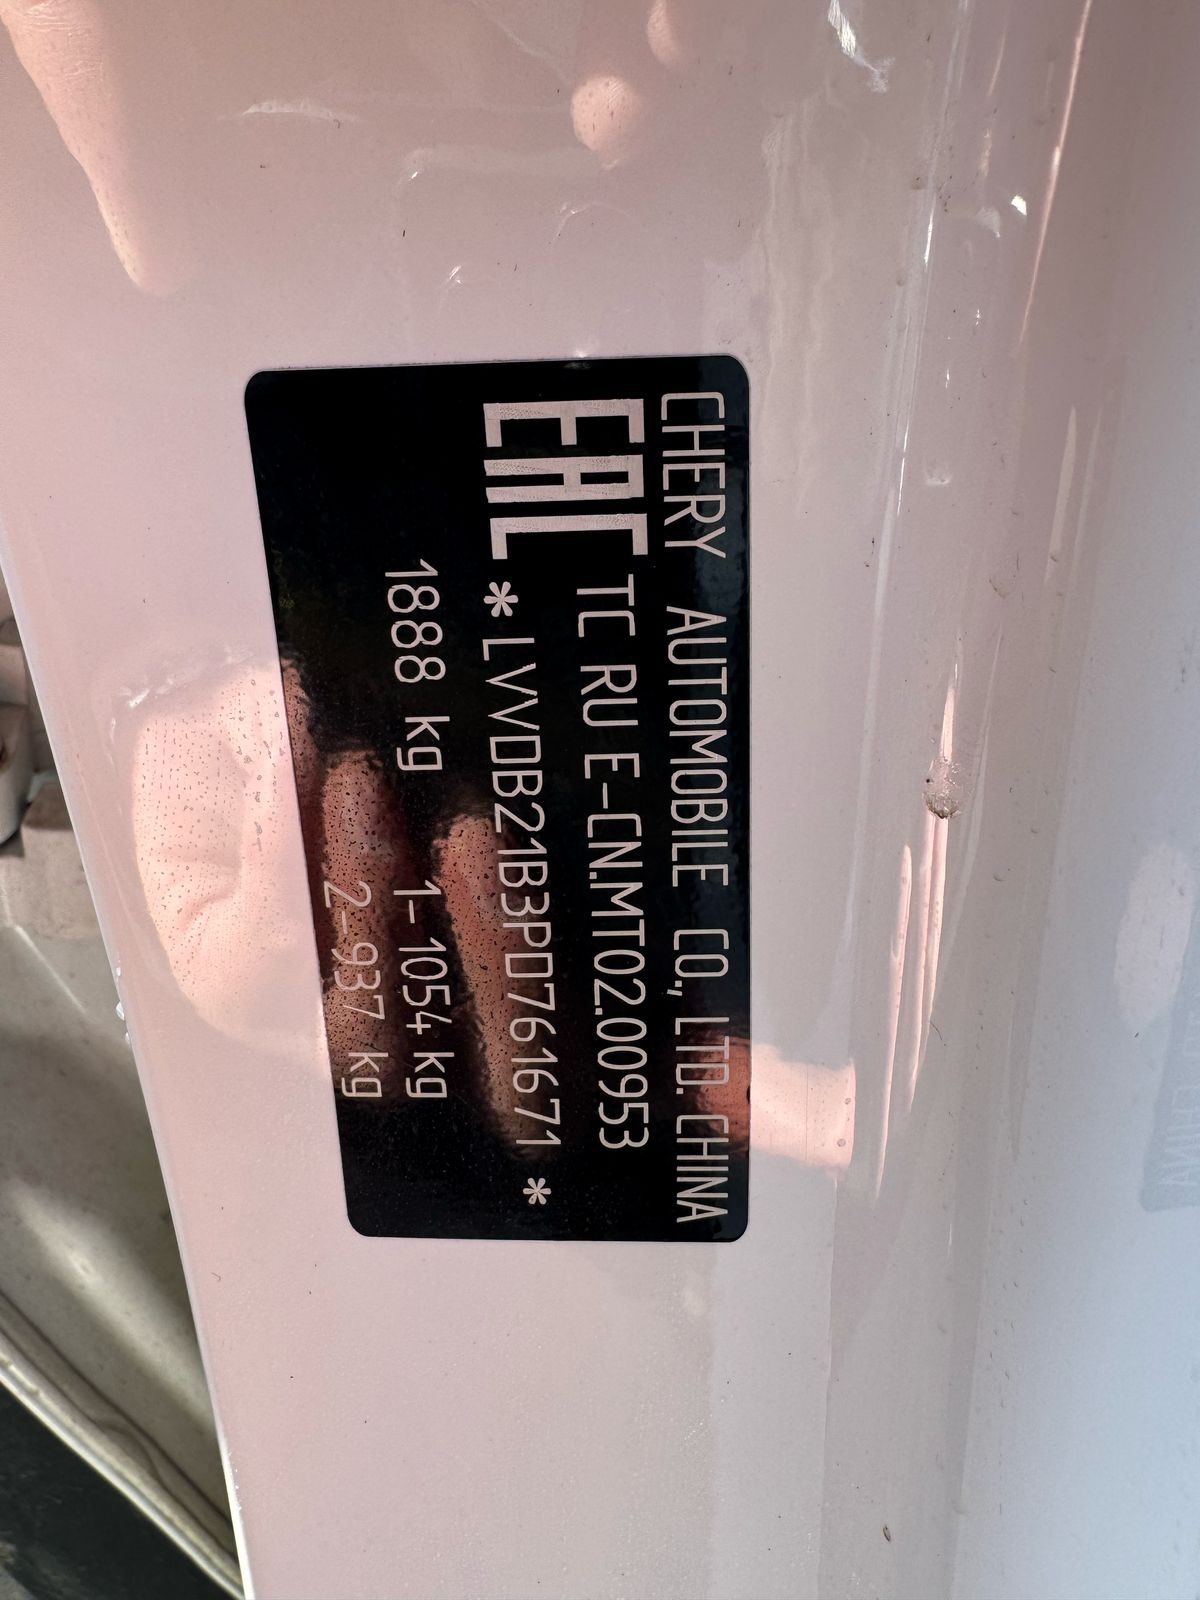 CHERY AUTOMOBILE CO., LTD. CHINA
EAC TC RU E-CN.MT02.00953
*LVVDB21B3PD761671*
1888 kg 1-1054 kg
2-937 kg